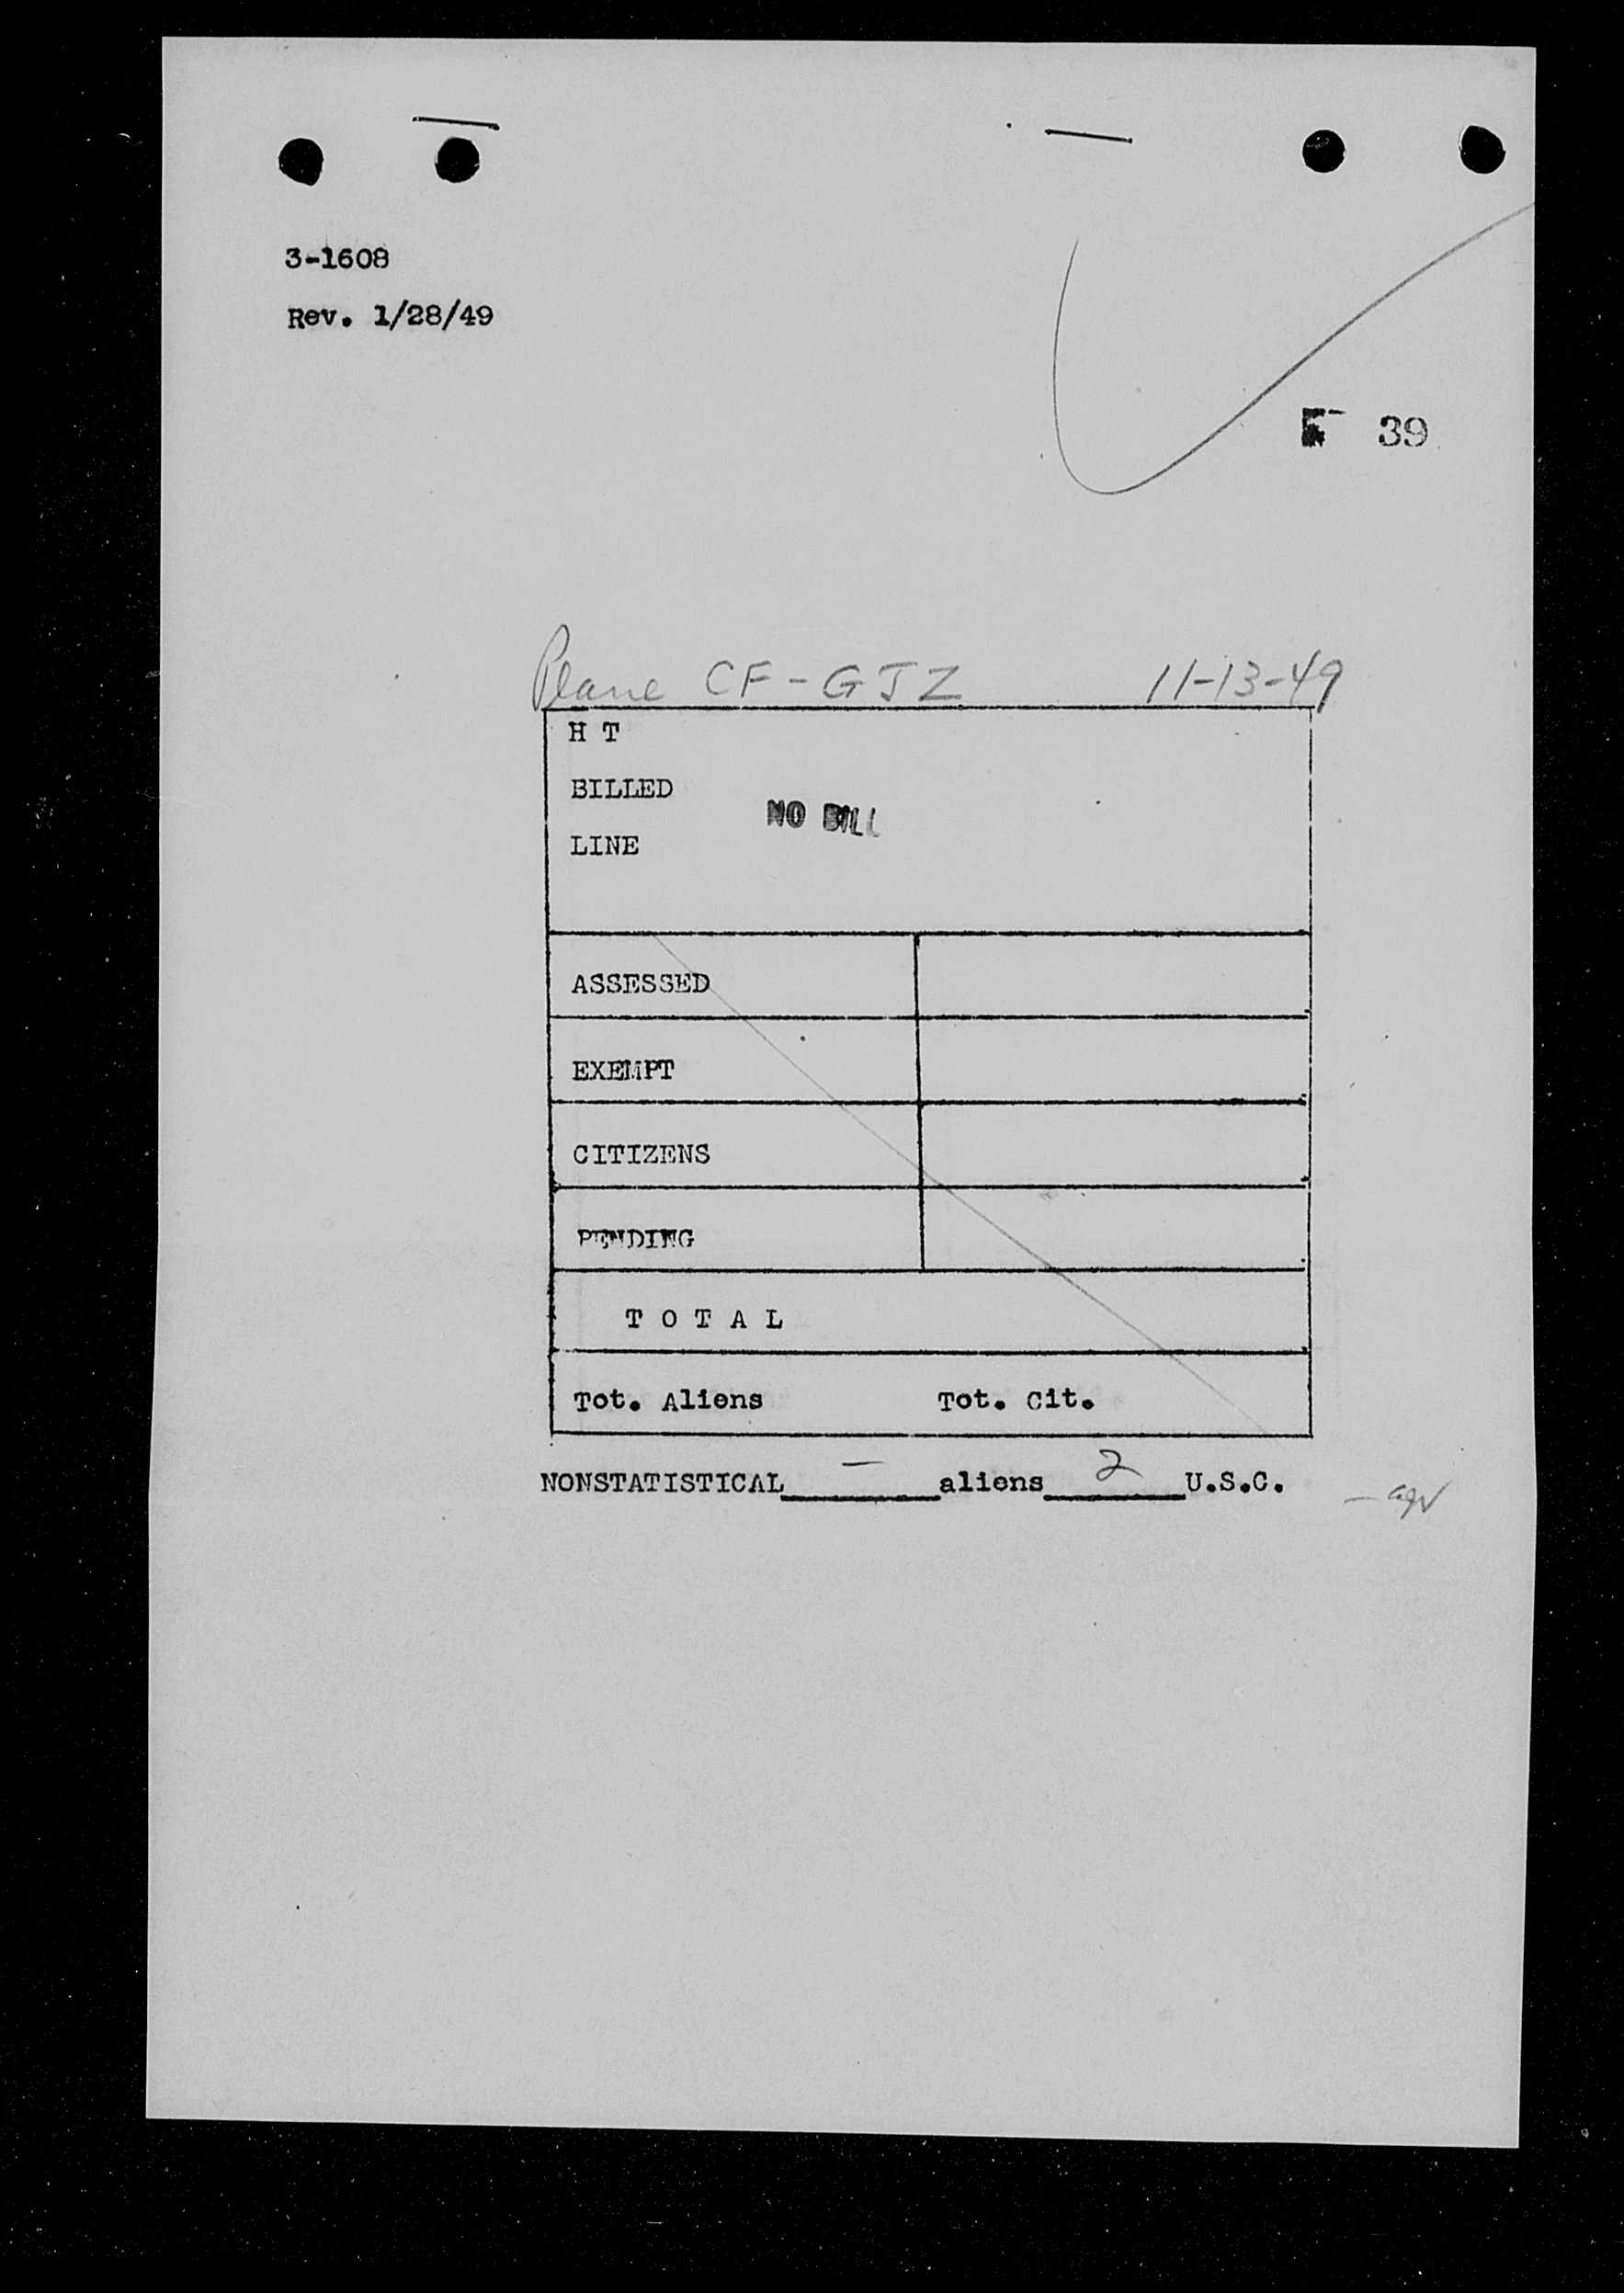 3-1608
Rev. 1/28/49
39
Plane CF-GJZ 11-13-49
H T
BILLED
NO BILL
LINE
ASSESSED
EXEMPT
CITIZENS
PENDING
T O T A L
Tot. Aliens Tot. Cit.
NONSTATISTICAL - aliens 2 U.S.C.